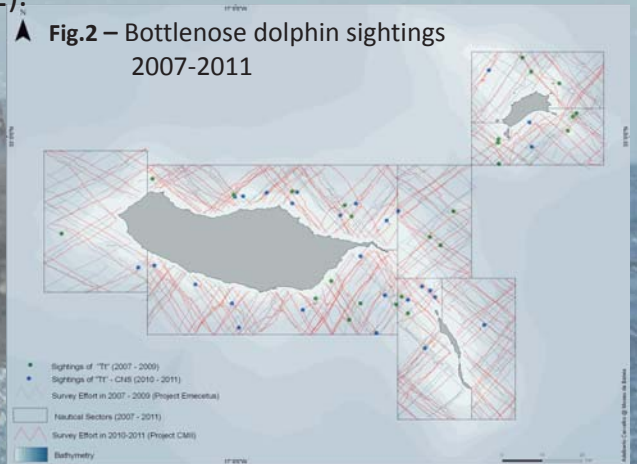 N
Fig.2 – Bottlenose dolphin sightings
2007-2011
Sightings of "Tt" (2007 - 2009)
Sightings of "Tt" - CNS (2010 - 2011)
Survey Effort in 2007 - 2009 (Project Emecetus)
Nautical Sectors (2007 - 2011)
Survey Effort in 2010-2011 (Project CMII)
Bathymetry